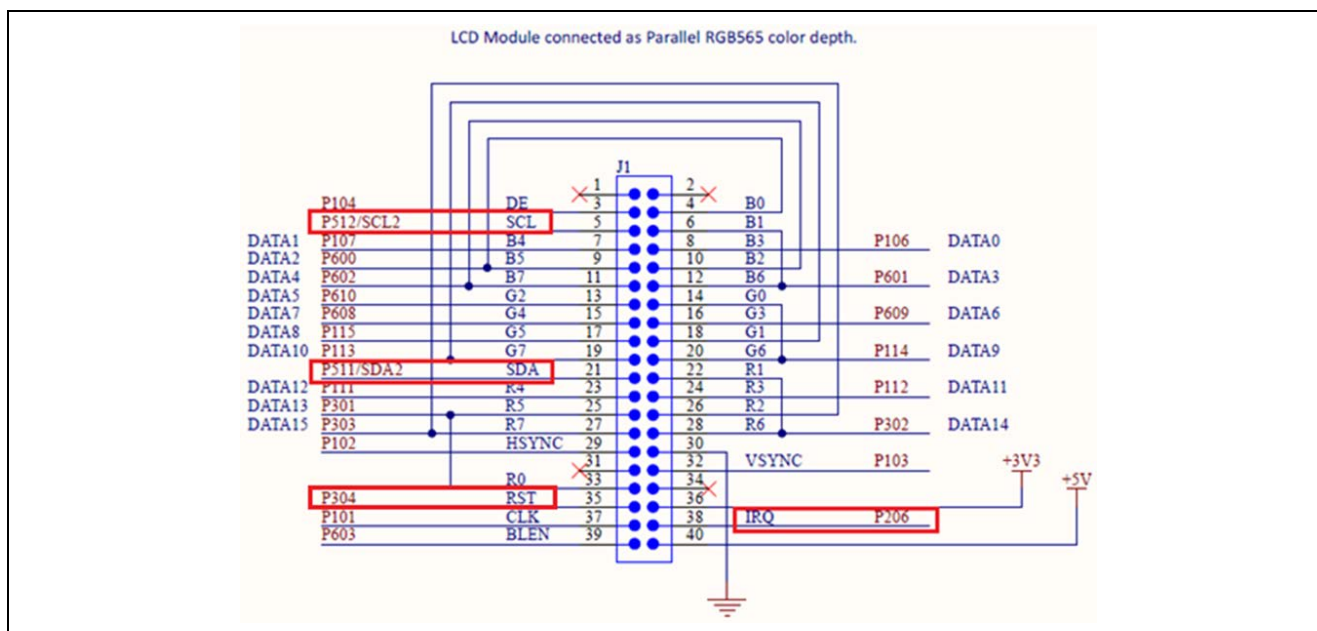 LCD Module connected as Parallel RGB565 color depth.
J1
1 2
P104 DE 3 4 B0
P512/SCL2 SCL 5 6 B1
DATA1 P107 B4 7 8 B3 P106 DATA0
DATA2 P600 B5 9 10 B2
DATA4 P602 B7 11 12 B6 P601 DATA3
DATA5 P610 G2 13 14 G0
DATA7 P608 G4 15 16 G3 P609 DATA6
DATA8 P115 G5 17 18 G1
DATA10 P113 G7 19 20 G6 P114 DATA9
P511/SDA2 SDA 21 22 R1
DATA12 P111 R4 23 24 R3 P112 DATA11
DATA13 P301 R5 25 26 R2
DATA15 P303 R7 27 28 R6 P302 DATA14
P102 HSYNC 29 30
31 32 VSYNC P103 +3V3
R0 33 34 +5V
P304 RST 35 36
P101 CLK 37 38 IRQ P206
P603 BLEN 39 40